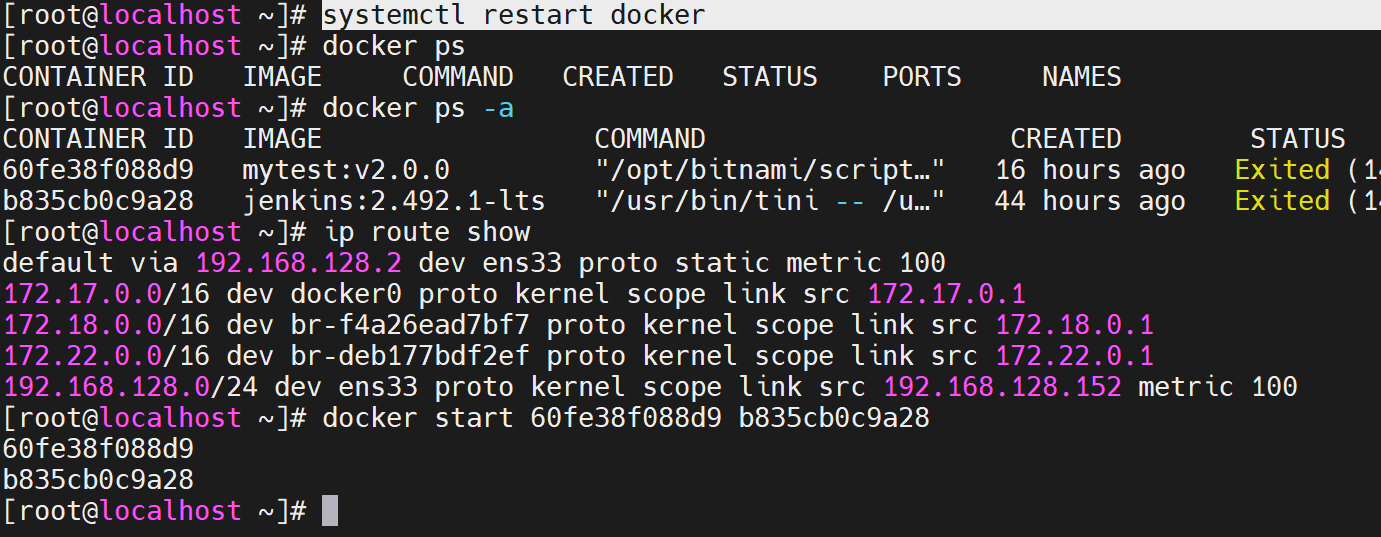 [root@localhost ~]# systemctl restart docker
[root@localhost ~]# docker ps
CONTAINER ID   IMAGE     COMMAND   CREATED   STATUS    PORTS     NAMES
[root@localhost ~]# docker ps -a
CONTAINER ID   IMAGE                 COMMAND                   CREATED        STATUS
60fe38f088d9   mytest:v2.0.0         "/opt/bitnami/script…"   16 hours ago   Exited (14
b835cb0c9a28   jenkins:2.492.1-lts   "/usr/bin/tini -- /u…"   44 hours ago   Exited (14
[root@localhost ~]# ip route show
default via 192.168.128.2 dev ens33 proto static metric 100
172.17.0.0/16 dev docker0 proto kernel scope link src 172.17.0.1
172.18.0.0/16 dev br-f4a26ead7bf7 proto kernel scope link src 172.18.0.1
172.22.0.0/16 dev br-deb177bdf2ef proto kernel scope link src 172.22.0.1
192.168.128.0/24 dev ens33 proto kernel scope link src 192.168.128.152 metric 100
[root@localhost ~]# docker start 60fe38f088d9 b835cb0c9a28
60fe38f088d9
b835cb0c9a28
[root@localhost ~]#